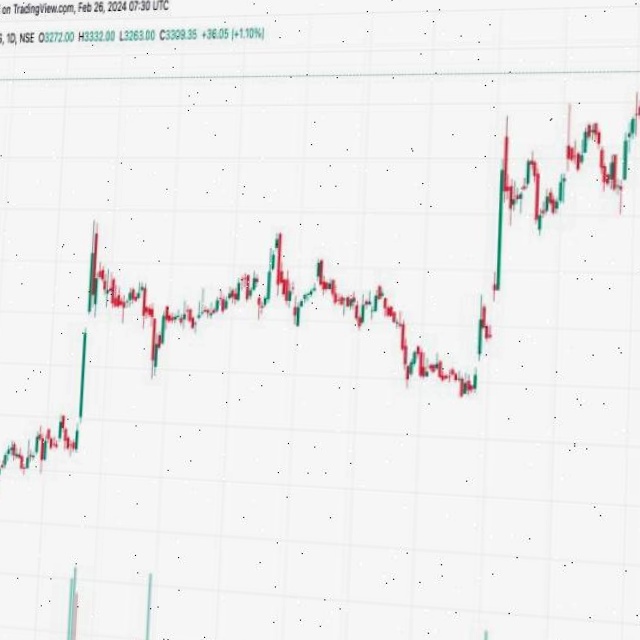 on TradingView.com, Feb 26, 2024 07:30 UTC
, 1D, NSE O3272.00 H3332.00 L3263.00 C3309.35 +36.05 (+1.10%)